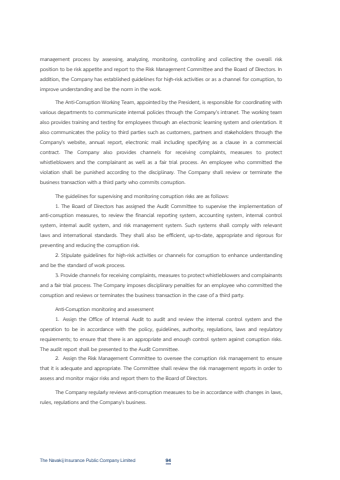 management process by assessing, analyzing, monitoring, controlling and collecting the overall risk
position to be risk appetite and report to the Risk Management Committee and the Board of Directors. In
addition, the Company has established guidelines for high-risk activities or as a channel for corruption, to
improve understanding and be the norm in the work.
The Anti-Corruption Working Team, appointed by the President, is responsible for coordinating with
various departments to communicate internal policies through the Company's intranet. The working team
also provides training and testing for employees through an electronic learning system and orientation. It
also communicates the policy to third parties such as customers, partners and stakeholders through the
Company's website, annual report, electronic mail including specifying as a clause in a commercial
contract. The Company also provides channels for receiving complaints, measures to protect
whistleblowers and the complainant as well as a fair trial process. An employee who committed the
violation shall be punished according to the disciplinary. The Company shall review or terminate the
business transaction with a third party who commits corruption.
The guidelines for supervising and monitoring corruption risks are as follows:
1. The Board of Directors has assigned the Audit Committee to supervise the implementation of
anti-corruption measures, to review the financial reporting system, accounting system, internal control
system, internal audit system, and risk management system. Such systems shall comply with relevant
laws and international standards. They shall also be efficient, up-to-date, appropriate and rigorous for
preventing and reducing the corruption risk.
2. Stipulate guidelines for high-risk activities or channels for corruption to enhance understanding
and be the standard of work process.
3. Provide channels for receiving complaints, measures to protect whistleblowers and complainants
and a fair trial process. The Company imposes disciplinary penalties for an employee who committed the
corruption and reviews or terminates the business transaction in the case of a third party.
Anti-Corruption monitoring and assessment:
1. Assign the Office of Internal Audit to audit and review the internal control system and the
operation to be in accordance with the policy, guidelines, authority, regulations, laws and regulatory
requirements; to ensure that there is an appropriate and enough control system against corruption risks.
The audit report shall be presented to the Audit Committee.
2. Assign the Risk Management Committee to oversee the corruption risk management to ensure
that it is adequate and appropriate. The Committee shall review the risk management reports in order to
assess and monitor major risks and report them to the Board of Directors.
The Company regularly reviews anti-corruption measures to be in accordance with changes in laws,
rules, regulations and the Company's business.
The Navakij Insurance Public Company Limited 94